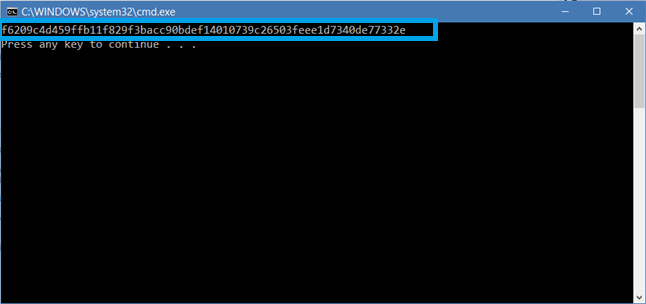 C:\WINDOWS\system32\cmd.exe
f6209c4d459ffb11f829f3bacc90bdef14010739c26503feee1d7340de77332e
Press any key to continue . . .